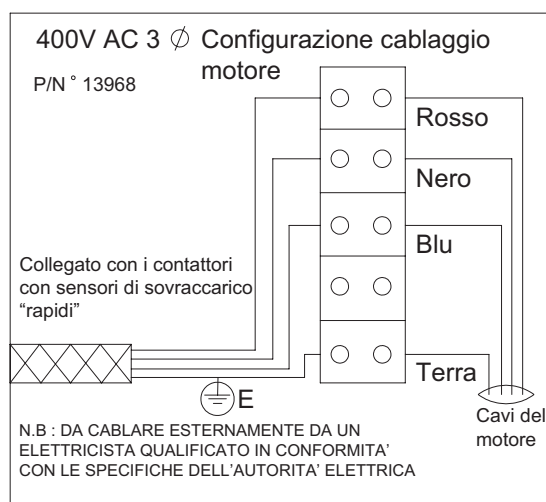 400V AC 3 ∅ Configurazione cablaggio
motore
P/N ° 13968
Rosso
Nero
Blu
Collegato con i contattori
con sensori di sovraccarico
“rapidi”
Terra
E
Cavi del
motore
N.B : DA CABLARE ESTERNAMENTE DA UN
ELETTRICISTA QUALIFICATO IN CONFORMITA’
CON LE SPECIFICHE DELL’AUTORITA’ ELETTRICA